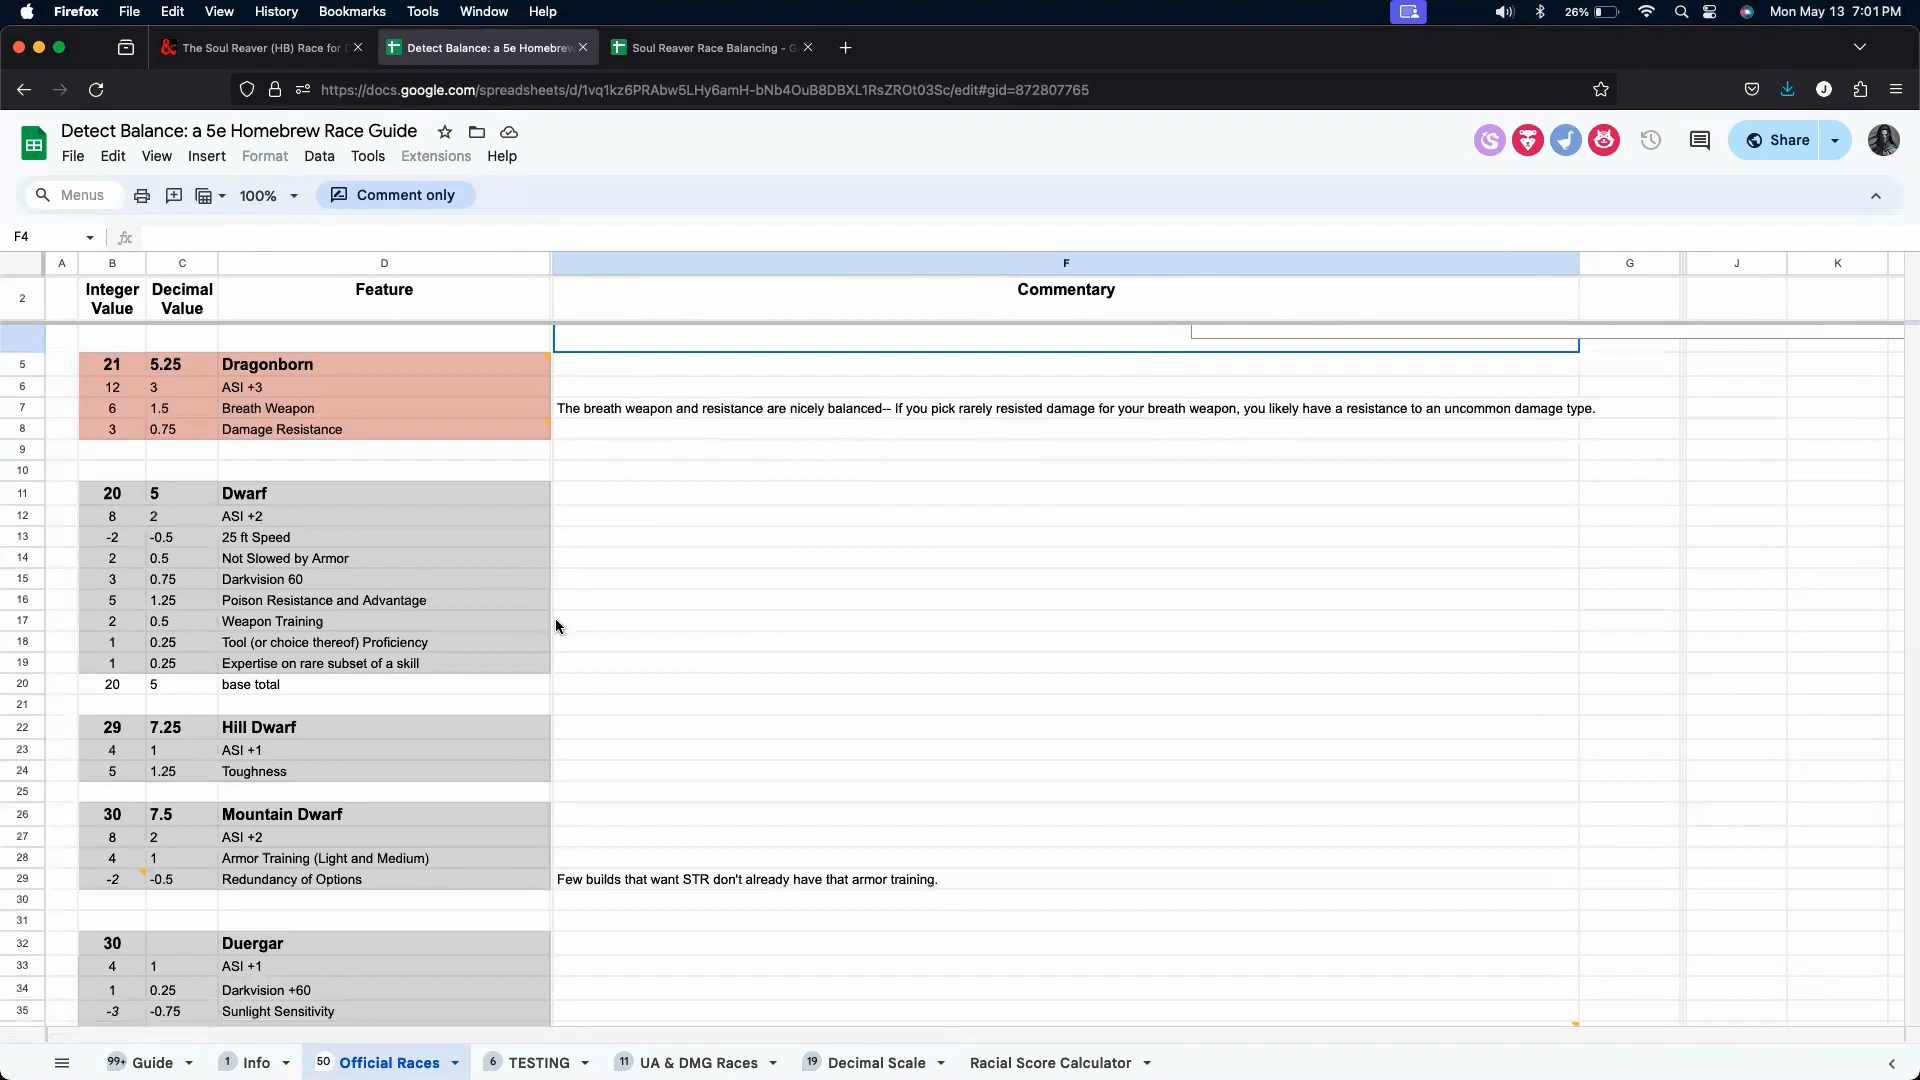 Firefox File Edit View History Bookmarks Tools Window Help 26% Mon May 13 7:01 PM
The Soul Reaver (HB) Race for D Detect Balance: a 5e Homebrew Soul Reaver Race Balancing - G
https://docs.google.com/spreadsheets/d/1vq1kz6PRAbw5LHy6amH-bNb4OuB8DBXL1RsZROt03Sc/edit#gid=872807765 J
Detect Balance: a 5e Homebrew Race Guide
Share
File Edit View Insert Format Data Tools Extensions Help
Menus 100% Comment only
F4 fx
A B C D F G J K
2 Integer Value Decimal Value Feature Commentary
5 21 5.25 Dragonborn
6 12 3 ASI +3
7 6 1.5 Breath Weapon The breath weapon and resistance are nicely balanced-- If you pick rarely resisted damage for your breath weapon, you likely have a resistance to an uncommon damage type.
8 3 0.75 Damage Resistance
9
10
11 20 5 Dwarf
12 8 2 ASI +2
13 -2 -0.5 25 ft Speed
14 2 0.5 Not Slowed by Armor
15 3 0.75 Darkvision 60
16 5 1.25 Poison Resistance and Advantage
17 2 0.5 Weapon Training
18 1 0.25 Tool (or choice thereof) Proficiency
19 1 0.25 Expertise on rare subset of a skill
20 20 5 base total
21
22 29 7.25 Hill Dwarf
23 4 1 ASI +1
24 5 1.25 Toughness
25
26 30 7.5 Mountain Dwarf
27 8 2 ASI +2
28 4 1 Armor Training (Light and Medium)
29 -2 -0.5 Redundancy of Options Few builds that want STR don't already have that armor training.
30
31
32 30 Duergar
33 4 1 ASI +1
34 1 0.25 Darkvision +60
35 -3 -0.75 Sunlight Sensitivity
99+ Guide 1 Info 50 Official Races 6 TESTING 11 UA & DMG Races 19 Decimal Scale Racial Score Calculator